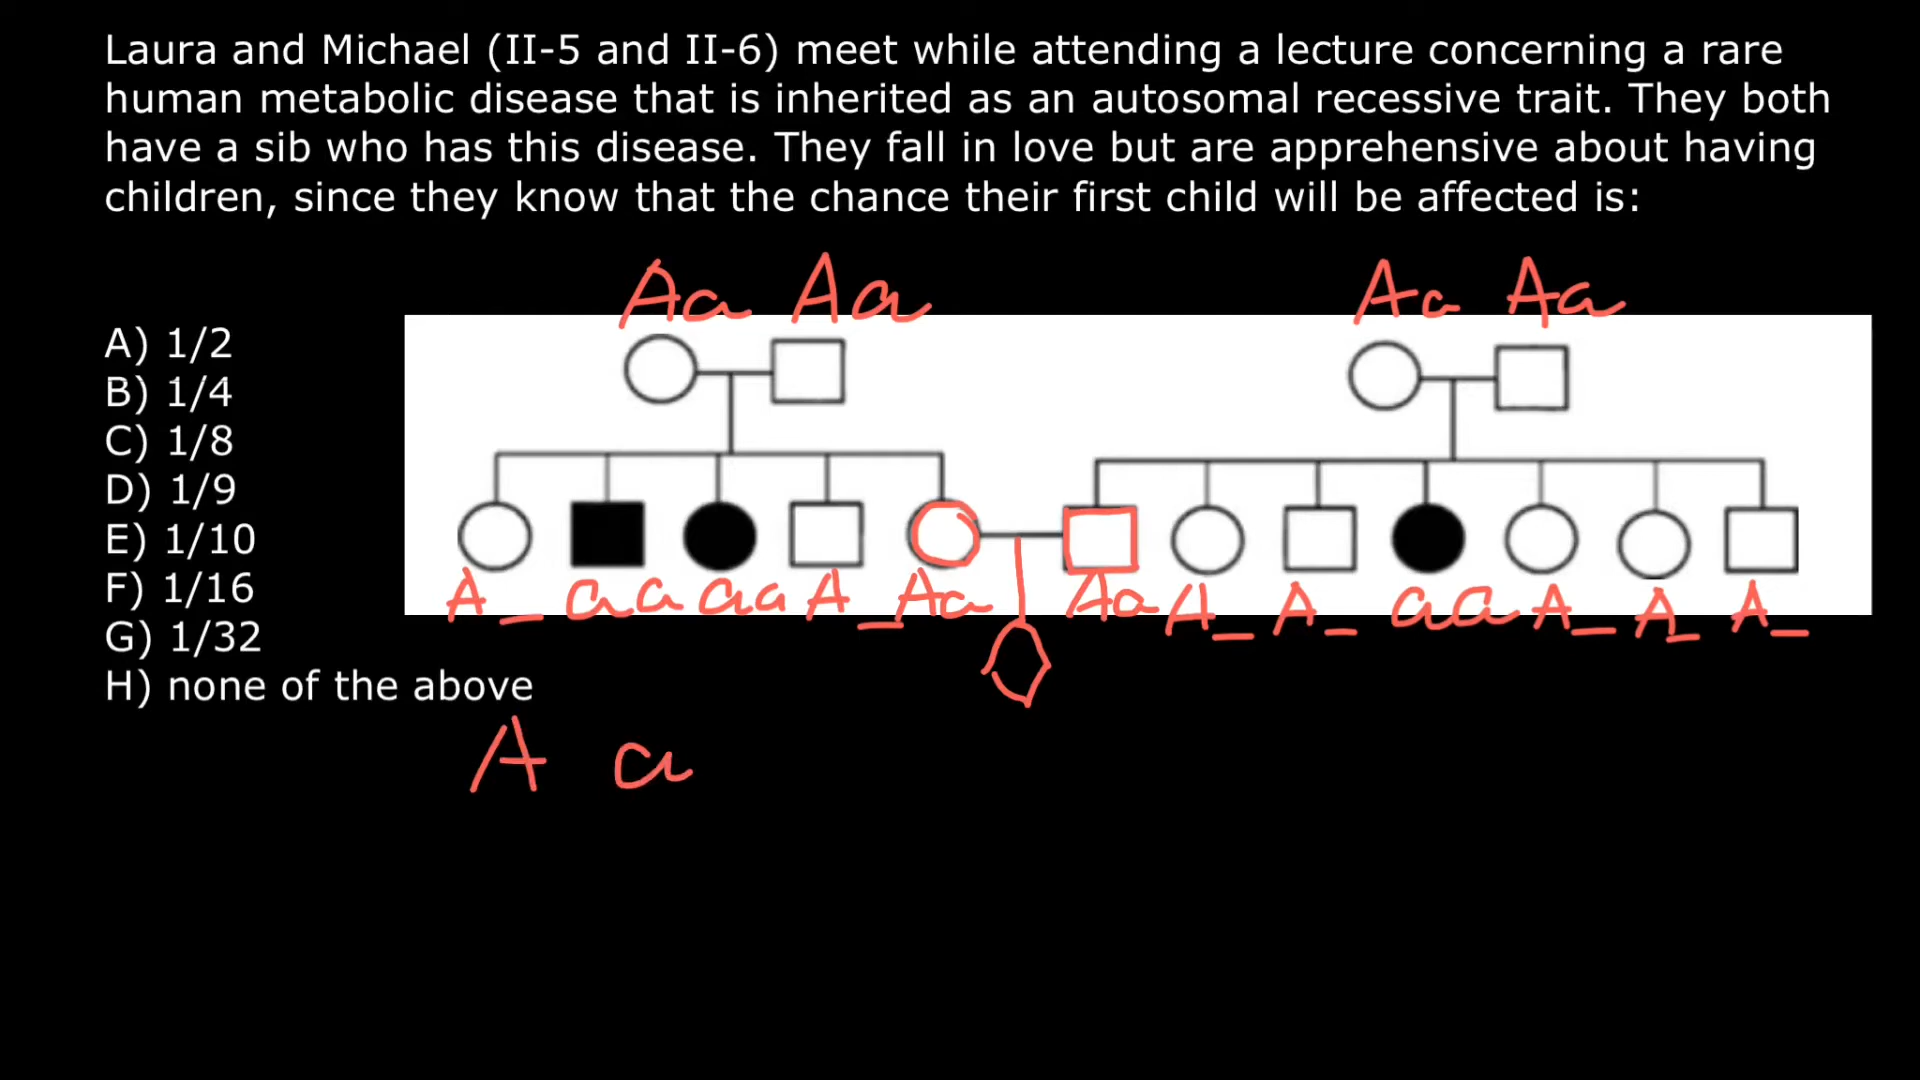 Laura and Michael (II-5 and II-6) meet while attending a lecture concerning a rare
human metabolic disease that is inherited as an autosomal recessive trait. They both
have a sib who has this disease. They fall in love but are apprehensive about having
children, since they know that the chance their first child will be affected is:
Aa Aa Aa Aa
A) 1/2
B) 1/4
C) 1/8
D) 1/9
E) 1/10
F) 1/16
G) 1/32
H) none of the above
A_ aa aa A_ Aa Aa A_ A_ aa A_ A_ A_
A a